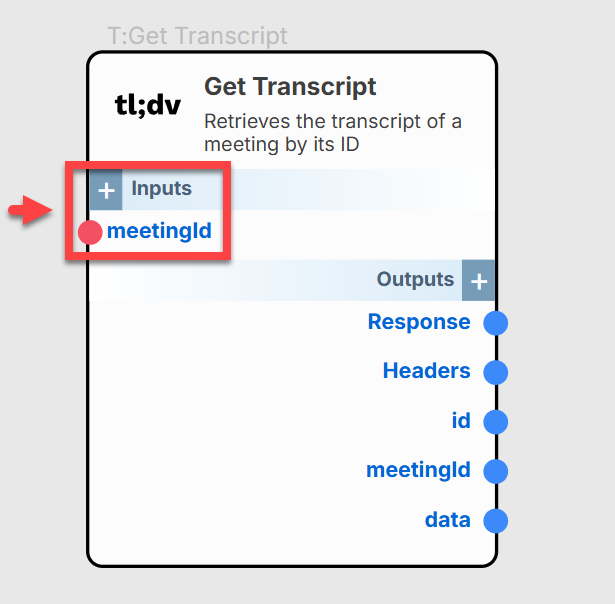 T:Get Transcript
tl;dv
Get Transcript
Retrieves the transcript of a
meeting by its ID
+ Inputs
meetingId
Outputs +
Response
Headers
id
meetingId
data